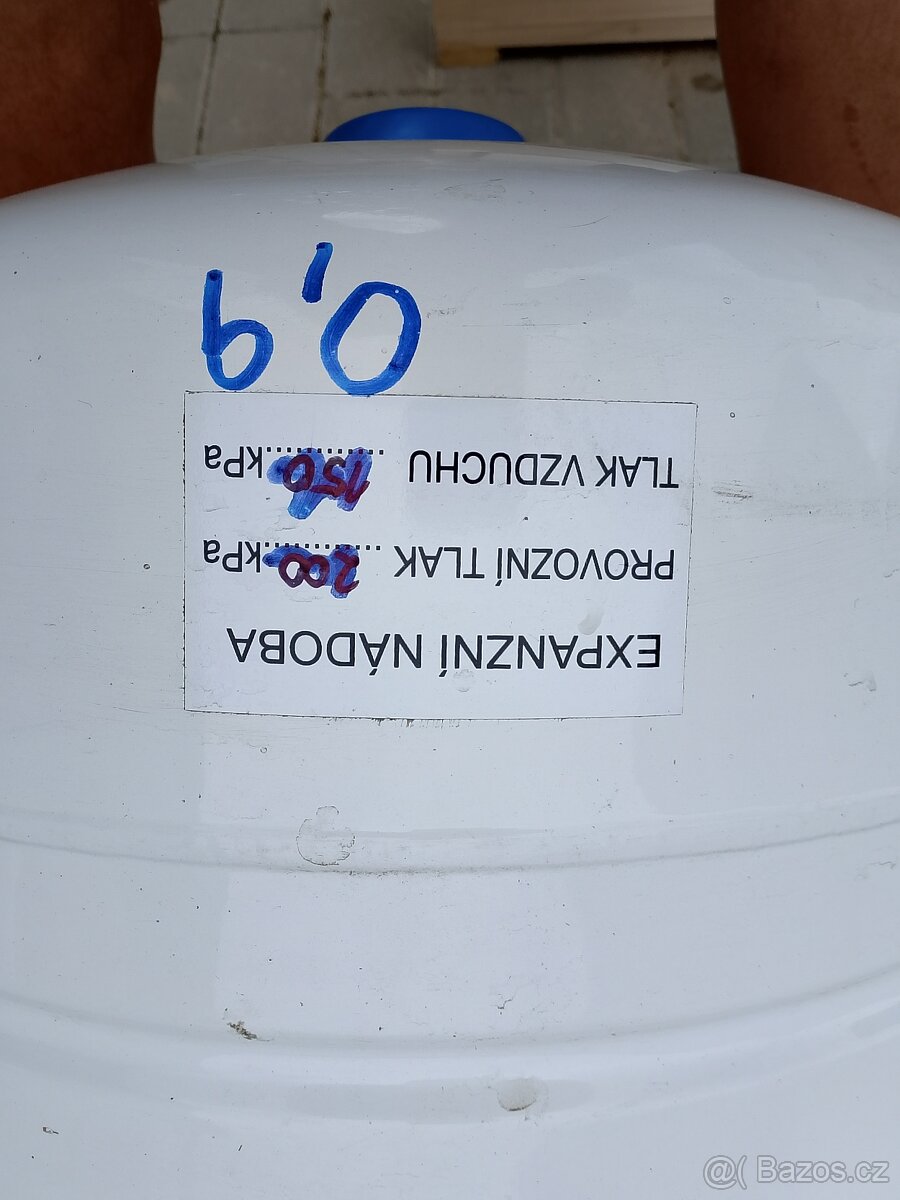 EXPANZNÍ NÁDOBA
PROVOZNÍ TLAK 200 kPa
TLAK VZDUCHU 150 kPa
0,9
@( Bazos.cz